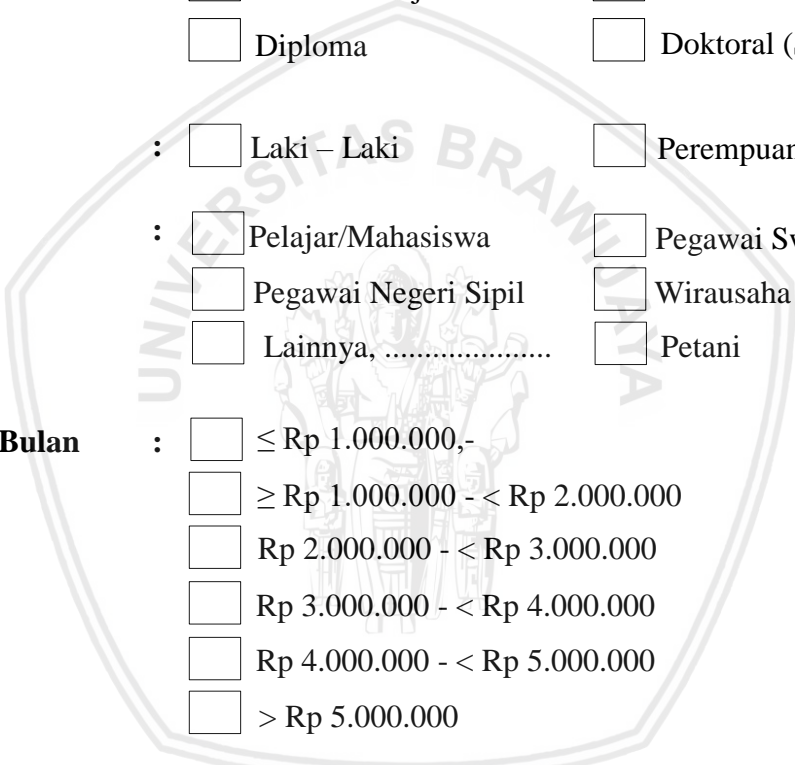 Diploma Doktoral (
: Laki – Laki Perempuan
: Pelajar/Mahasiswa Pegawai
Pegawai Negeri Sipil Wirausaha
Lainnya, ..................... Petani
Bulan : ≤ Rp 1.000.000,-
≥ Rp 1.000.000 - < Rp 2.000.000
Rp 2.000.000 - < Rp 3.000.000
Rp 3.000.000 - < Rp 4.000.000
Rp 4.000.000 - < Rp 5.000.000
> Rp 5.000.000
UNIVERSITAS BRAWIJAYA